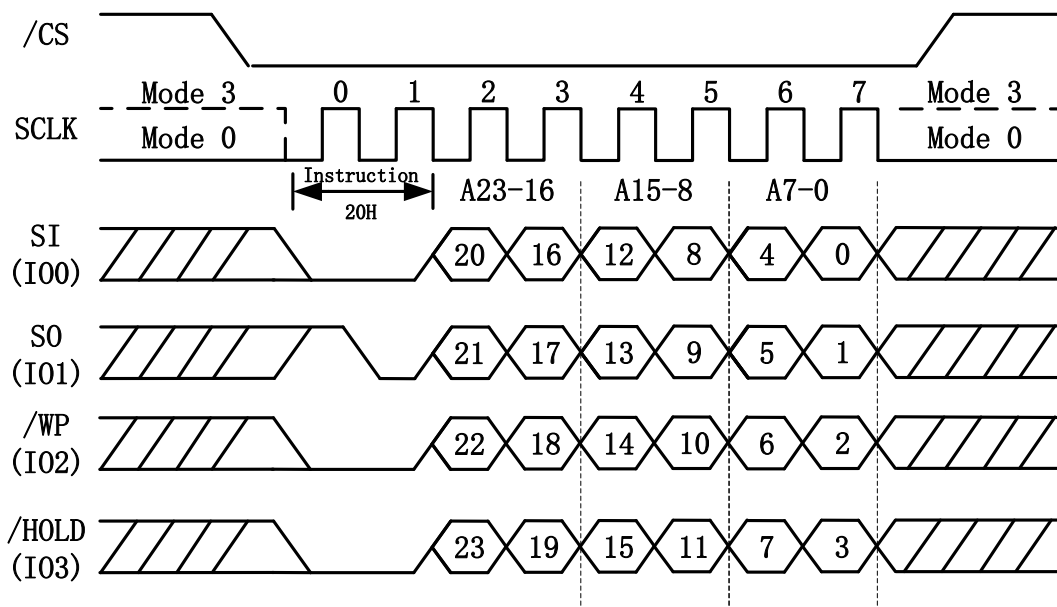 /CS
Mode 3 0 1 2 3 4 5 6 7 Mode 3
SCLK
Mode 0 Mode 0
Instruction A23-16 A15-8 A7-0
20H
SI
(IO0) 20 16 12 8 4 0
SO
(IO1) 21 17 13 9 5 1
/WP
(IO2) 22 18 14 10 6 2
/HOLD
(IO3) 23 19 15 11 7 3